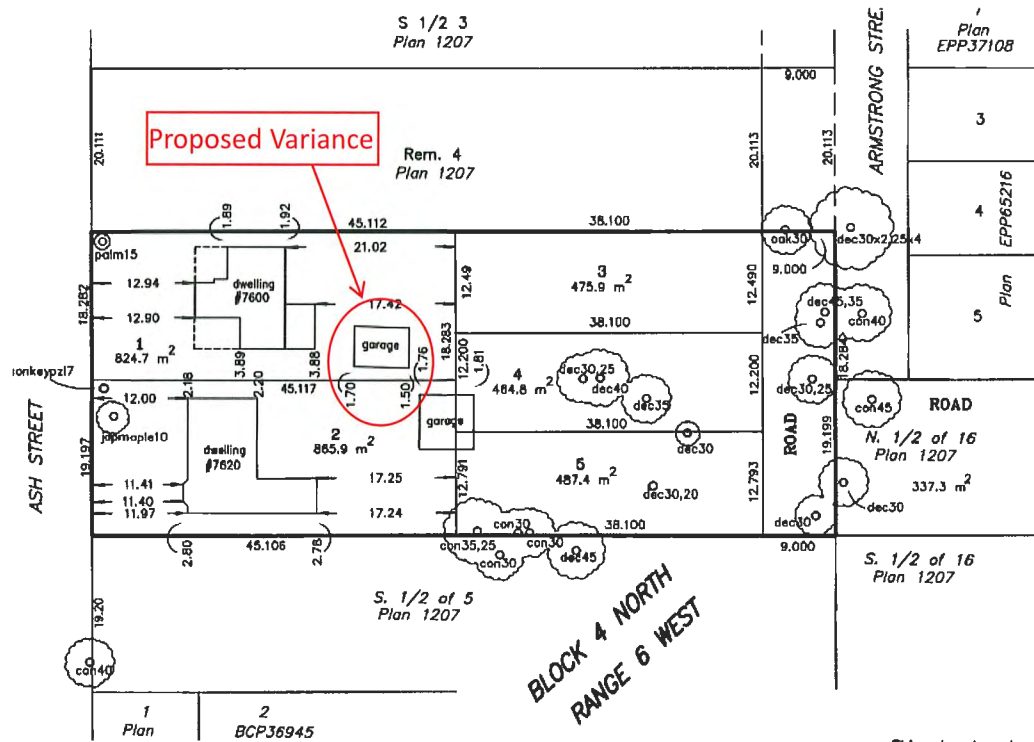 S 1/2 3
Plan 1207
Plan
EPP37108
ARMSTRONG STRE
9.000
3
Proposed Variance
20.111
Rem. 4
Plan 1207
20.113
20.113
4
EPP65216
1.89
1.92
45.112
38.100
21.02
oak30
dec30x2,25x4
palm15
9.000
12.94
dwelling
#7600
12.49
3
475.9 m²
12.490
Plan
5
18.282
12.90
17.42
dec45,35
con40
dec35
1
824.7 m²
garage
18.283
38.100
18.284
3.89
3.88
1.76
12.200
1.81
12.200
onkeypzl7
2.18
2.20
45.117
1.70
1.50
4
464.8 m²
dec30,25
dec40
dec35
dec30,25
12.00
con45
ROAD
japmaple10
garage
38.100
19.197
dwelling
#7620
2
865.9 m²
dec30
ROAD
19.199
N. 1/2 of 16
Plan 1207
ASH STREET
5
487.4 m²
337.3 m²
11.41
17.25
12.791
dec30,20
12.793
dec30
11.40
11.97
17.24
38.100
dec30
con30
2.80
45.106
2.78
con35,25
con30
con30
dec45
9.000
S. 1/2 of 5
Plan 1207
S. 1/2 of 16
Plan 1207
19.20
BLOCK 4 NORTH
RANGE 6 WEST
con40
1
Plan
2
BCP36945